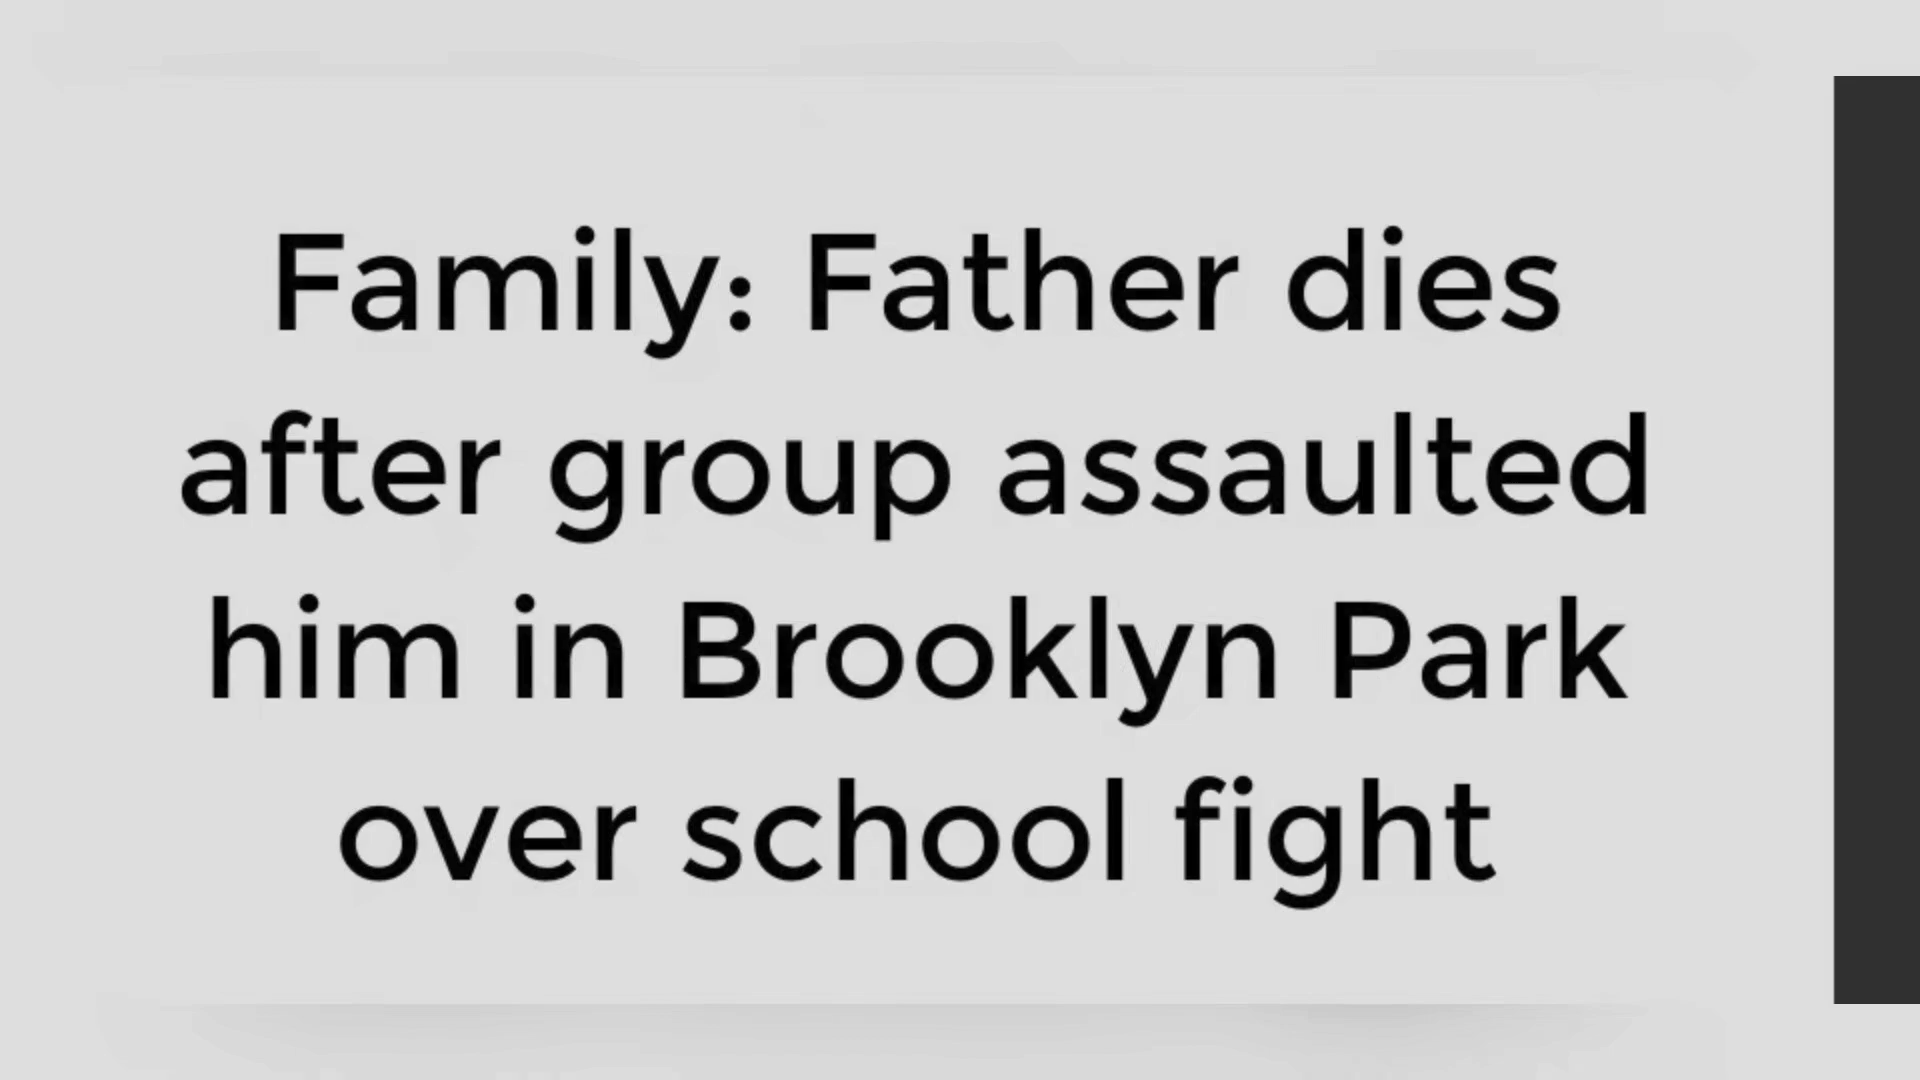 Family: Father dies
after group assaulted
him in Brooklyn Park
over school fight